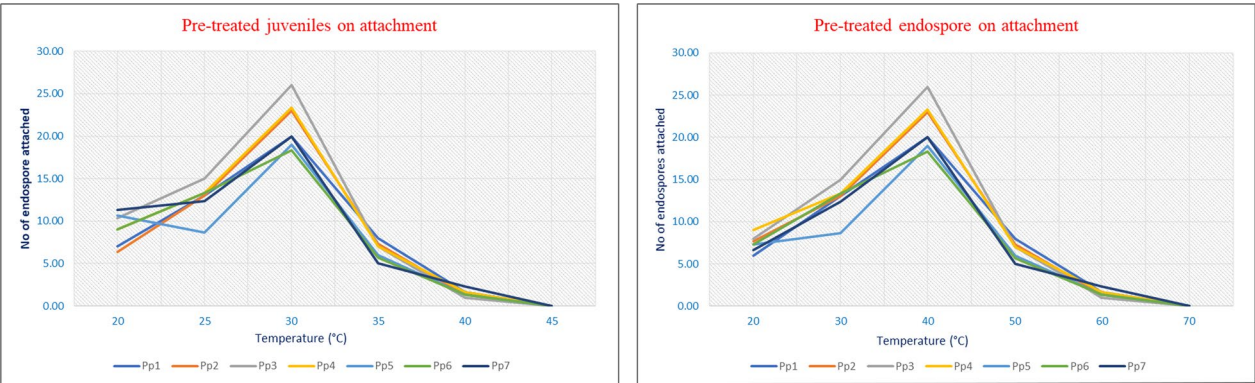 Pre-treated juveniles on attachment
30.00
25.00
20.00
15.00
10.00
5.00
0.00
No of endospore attached
20 25 30 35 40 45
Temperature (°C)
Pp1 Pp2 Pp3 Pp4 Pp5 Pp6 Pp7
Pre-treated endospore on attachment
30.00
25.00
20.00
15.00
10.00
5.00
0.00
No of endospores attached
20 30 40 50 60 70
Temperature (°C)
Pp1 Pp2 Pp3 Pp4 Pp5 Pp6 Pp7